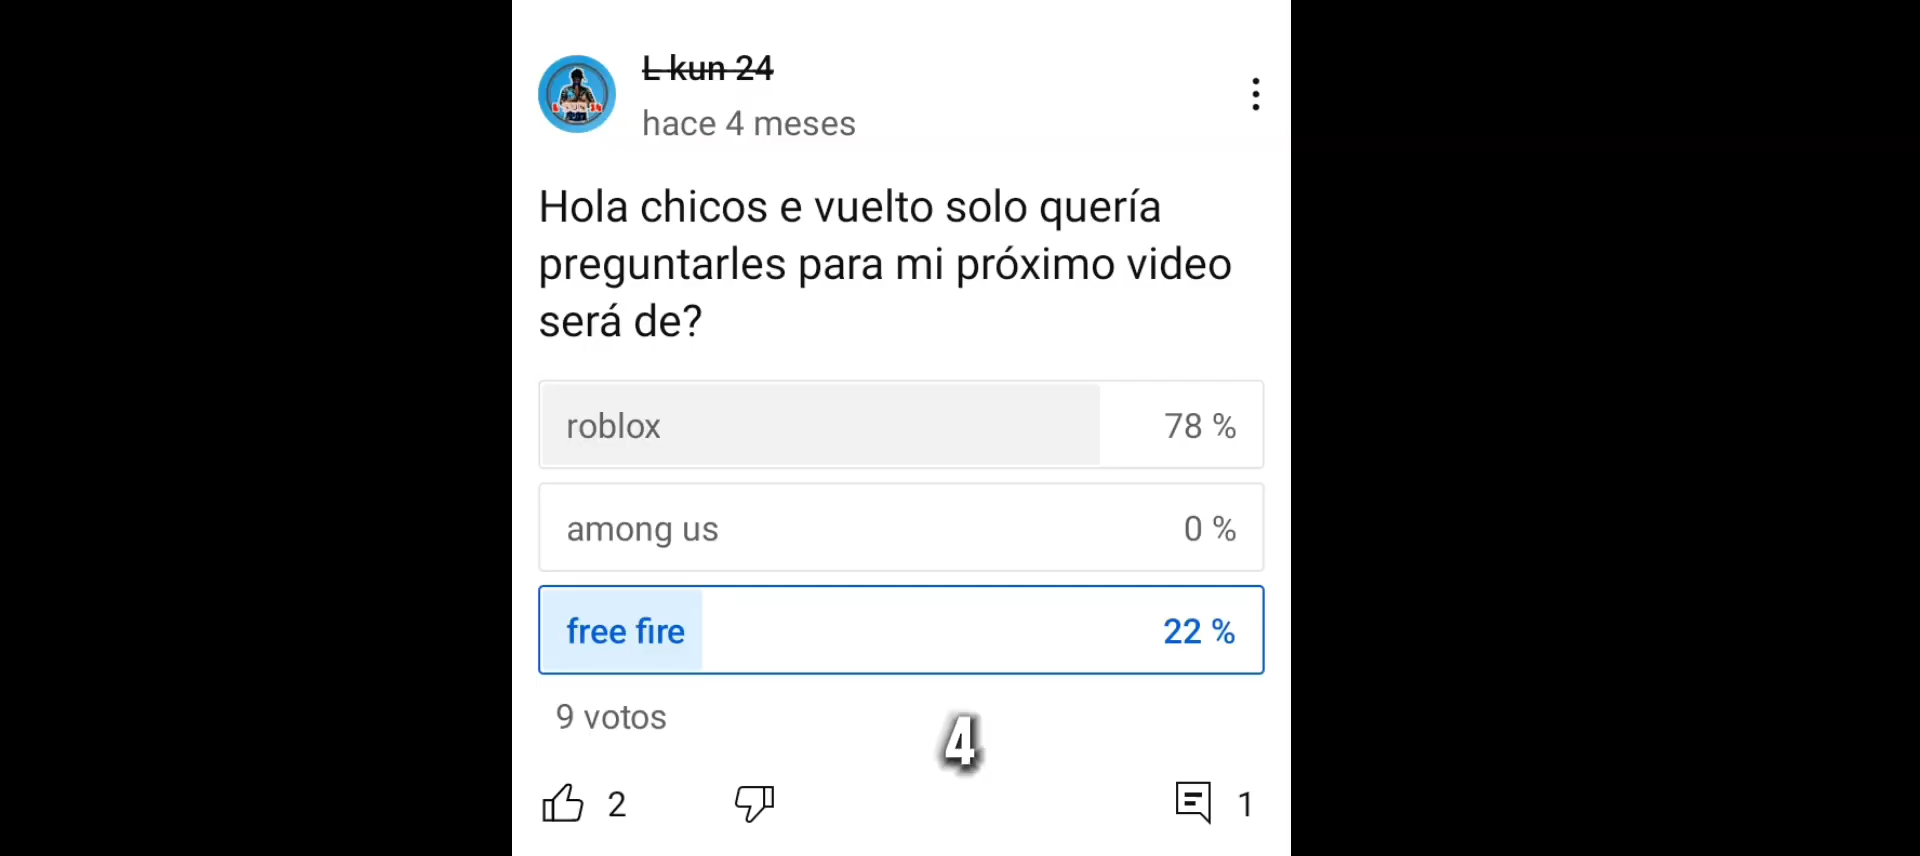 L kun 24
hace 4 meses
Hola chicos e vuelto solo quería
preguntarles para mi próximo video
será de?
roblox 78 %
among us 0 %
free fire 22 %
9 votos
4
2 1